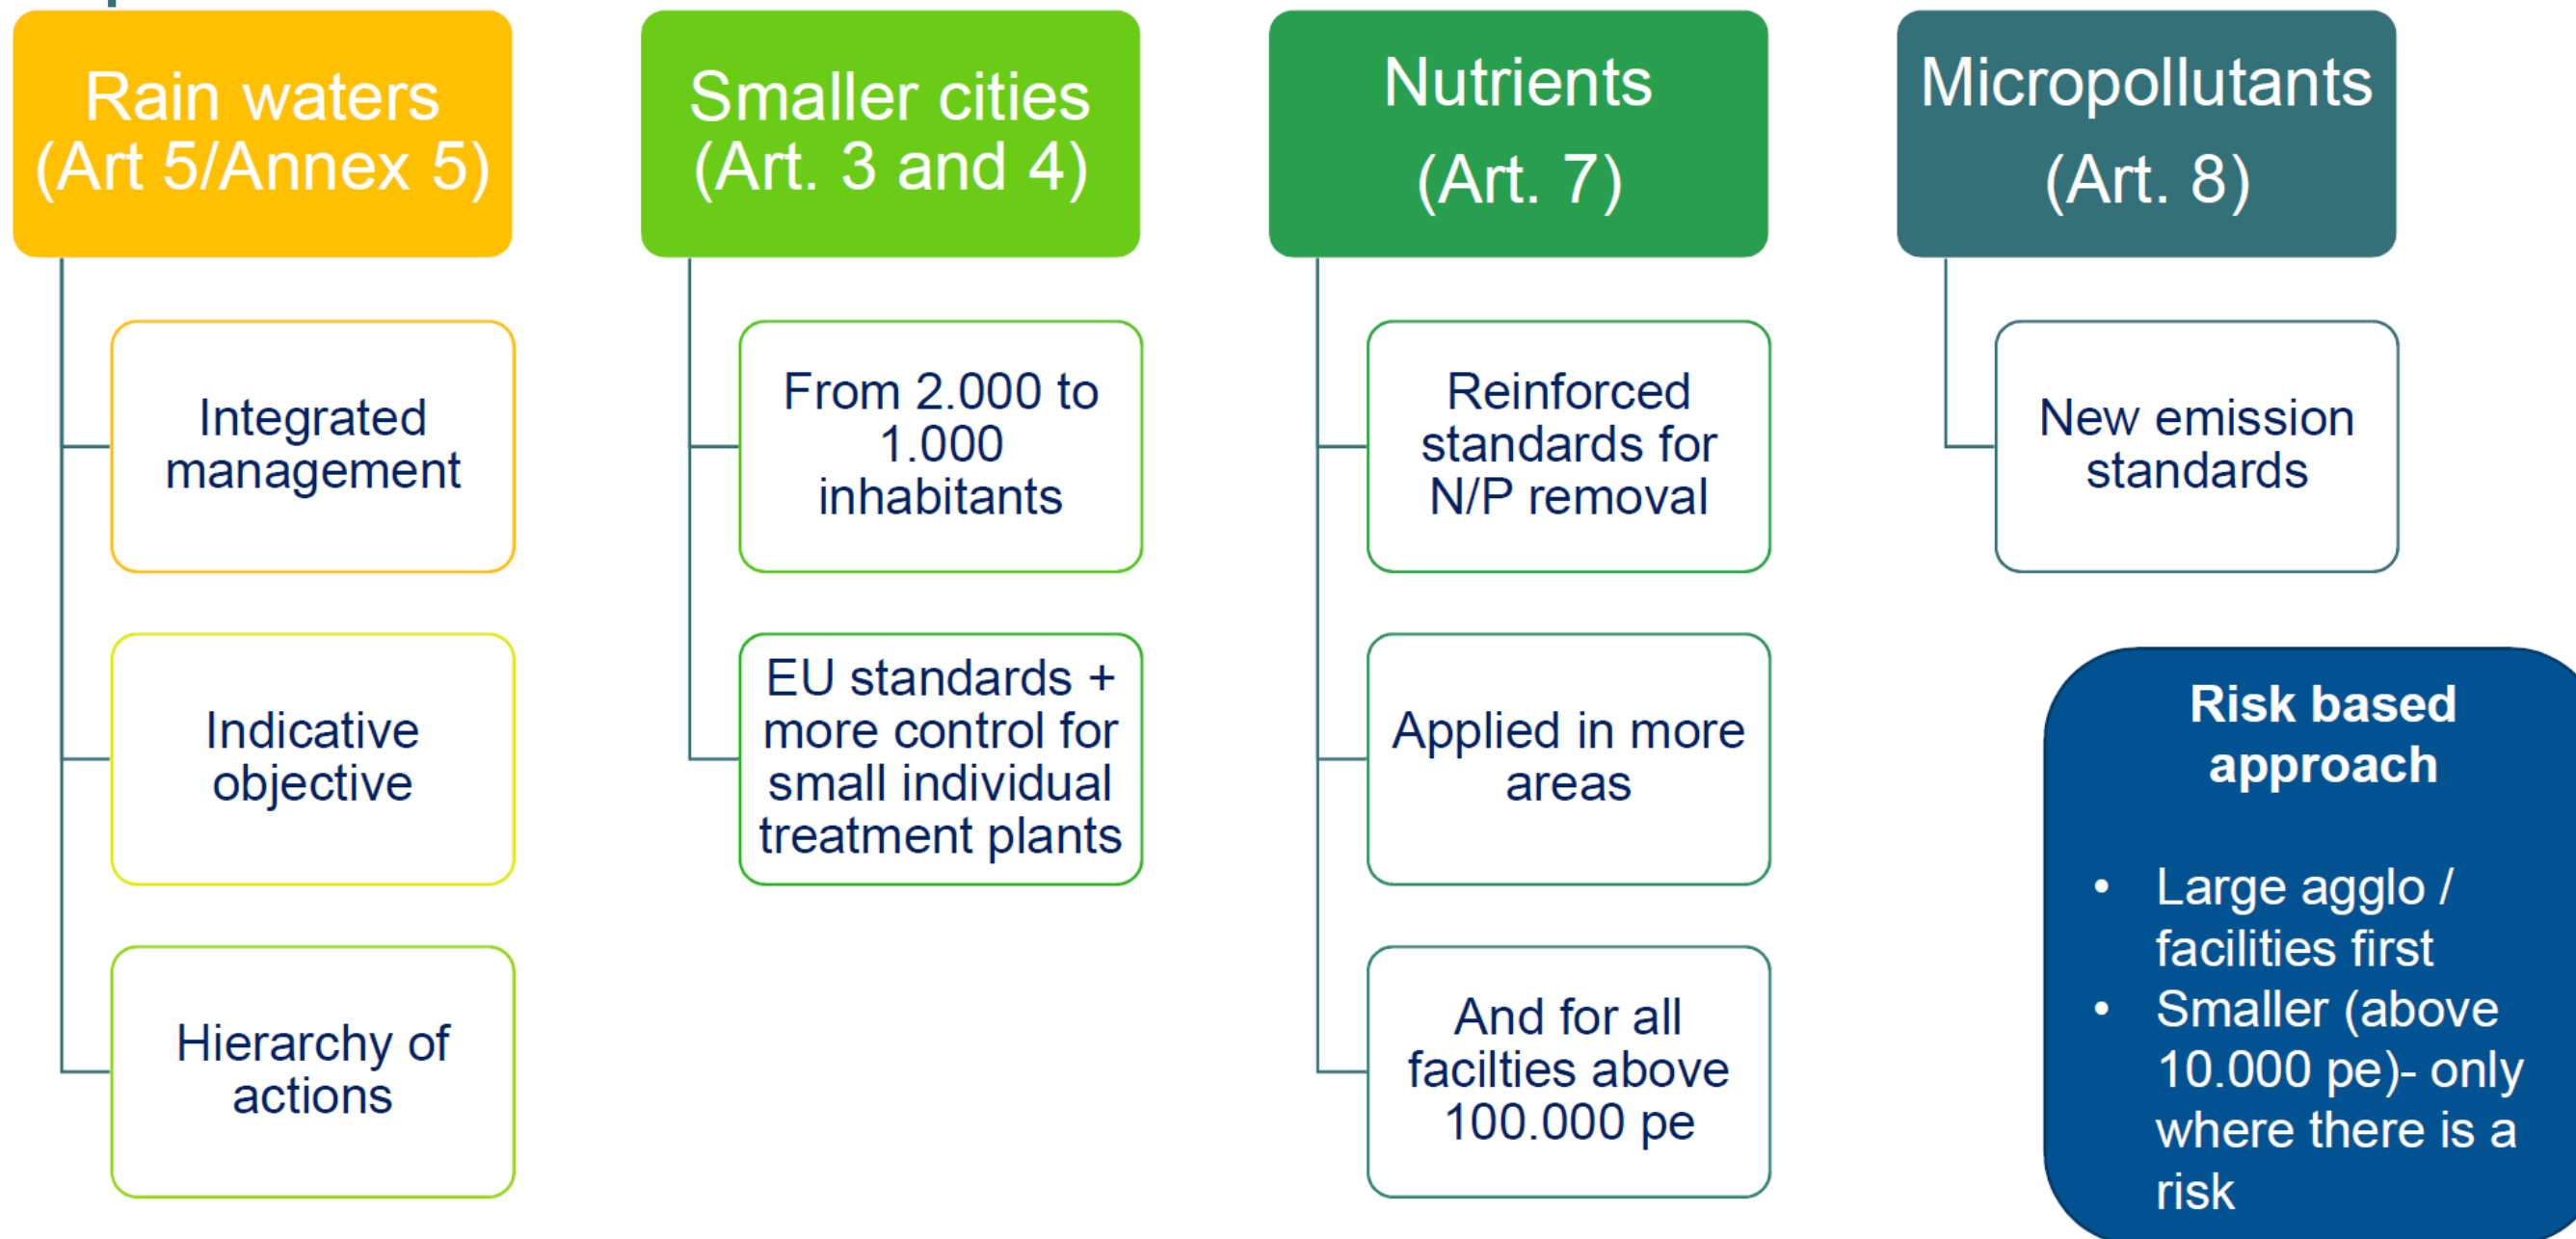 Rain waters
(Art 5/Annex 5)
Integrated
management
Indicative
objective
Hierarchy of
actions
Smaller cities
(Art. 3 and 4)
From 2.000 to
1.000
inhabitants
EU standards +
more control for
small individual
treatment plants
Nutrients
(Art. 7)
Reinforced
standards for
N/P removal
Applied in more
areas
And for all
facilties above
100.000 pe
Micropollutants
(Art. 8)
New emission
standards
Risk based
approach
• Large agglo /
facilities first
• Smaller (above
10.000 pe)- only
where there is a
risk